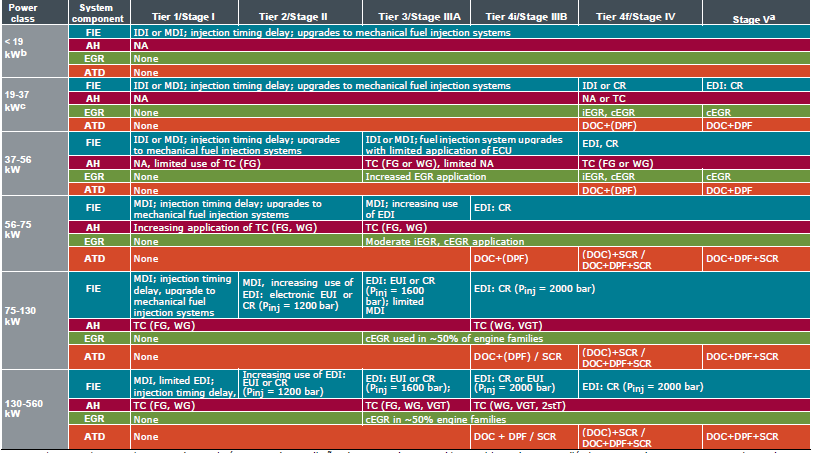 Power class System component Tier 1/Stage I Tier 2/Stage II Tier 3/Stage IIIA Tier 4i/Stage IIIB Tier 4f/Stage IV Stage Va
< 19 kWb
FIE IDI or MDI; injection timing delay; upgrades to mechanical fuel injection systems
AH NA
EGR None
ATD None
19-37 kWc
FIE IDI or MDI; injection timing delay; upgrades to mechanical fuel injection systems IDI or CR EDI: CR
AH NA NA or TC
EGR None iEGR, cEGR cEGR
ATD None DOC+(DPF) DOC+DPF
37-56 kW
FIE IDI or MDI; injection timing delay; upgrades to mechanical fuel injection systems IDI or MDI; fuel injection system upgrades with limited application of ECU EDI, CR
AH NA, limited use of TC (FG) TC (FG or WG), limited NA TC (FG or WG)
EGR None Increased EGR application iEGR, cEGR cEGR
ATD None DOC+(DPF) DOC+DPF
56-75 kW
FIE MDI; injection timing delay; upgrades to mechanical fuel injection systems MDI; increasing use of EDI EDI: CR
AH Increasing application of TC (FG, WG) TC (FG, WG)
EGR None Moderate iEGR, cEGR application
ATD None DOC+(DPF) (DOC)+SCR / DOC+DPF+SCR DOC+DPF+SCR
75-130 kW
FIE MDI; injection timing delay, upgrade to mechanical fuel injection systems MDI, increasing use of EDI: electronic EUI or CR (Pinj = 1200 bar) EDI: EUI or CR (Pinj = 1600 bar); limited MDI EDI: CR (Pinj = 2000 bar)
AH TC (FG, WG) TC (WG, VGT)
EGR None cEGR used in ~50% of engine families
ATD None DOC+(DPF) / SCR (DOC)+SCR / DOC+DPF+SCR DOC+DPF+SCR
130-560 kW
FIE MDI, limited EDI; injection timing delay, Increasing use of EDI: EUI or CR (Pinj = 1200 bar) EDI: EUI or CR (Pinj = 1600 bar); EDI: CR or EUI (Pinj = 2000 bar) EDI: CR (Pinj = 2000 bar)
AH TC (FG, WG) TC (FG, WG, VGT) TC (WG, VGT, 2stT)
EGR None cEGR in ~50% engine families
ATD None DOC + DPF / SCR (DOC)+SCR / DOC+DPF+SCR DOC+DPF+SCR